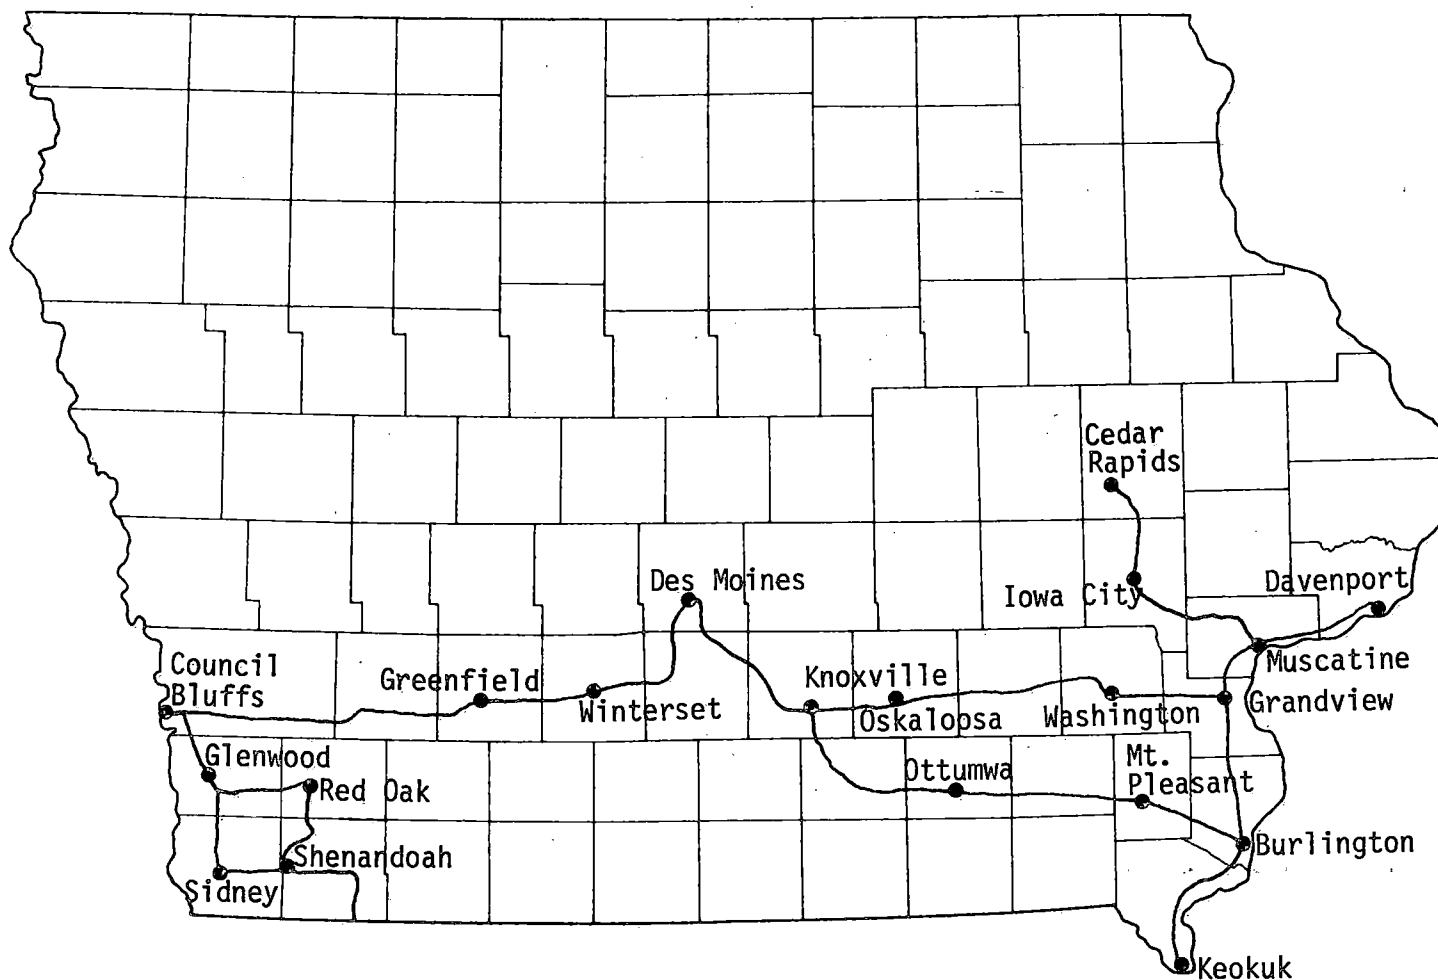 Cedar
Rapids
Des Moines
Iowa City
Davenport
Council
Bluffs
Greenfield
Winterset
Knoxville
Oskaloosa
Washington
Muscatine
Grandview
Glenwood
Red Oak
Ottumwa
Mt.
Pleasant
Shenandoah
Sidney
Burlington
Keokuk